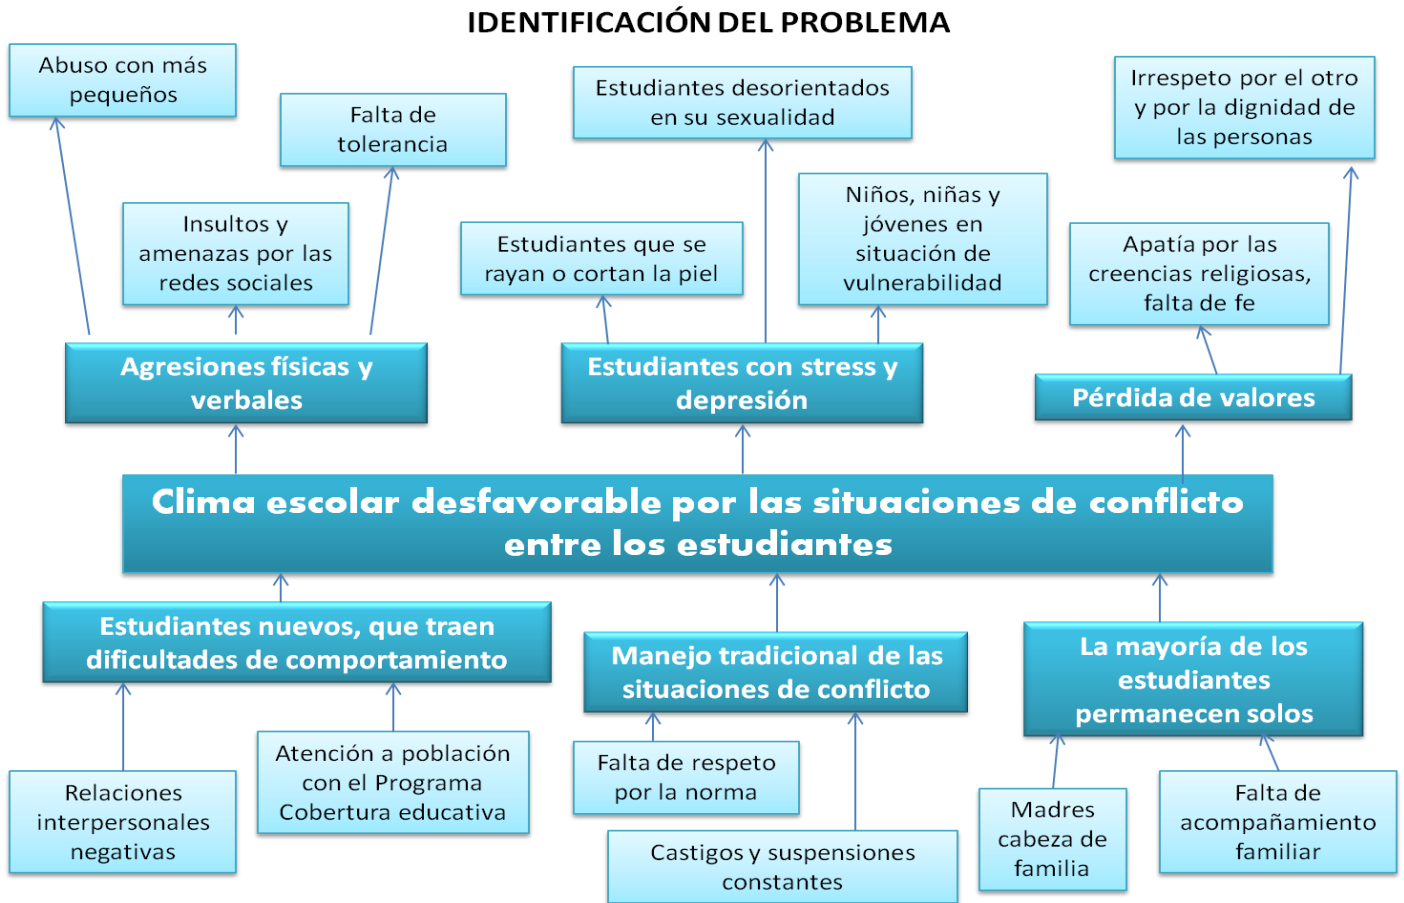 IDENTIFICACIÓN DEL PROBLEMA
Abuso con más
pequeños
Falta de
tolerancia
Insultos y
amenazas por las
redes sociales
Estudiantes desorientados
en su sexualidad
Estudiantes que se
rayan o cortan la piel
Niños, niñas y
jóvenes en
situación de
vulnerabilidad
Irrespeto por el otro
y por la dignidad de
las personas
Apatía por las
creencias religiosas,
falta de fe
Agresiones físicas y
verbales
Estudiantes con stress y
depresión
Pérdida de valores
Clima escolar desfavorable por las situaciones de conflicto
entre los estudiantes
Estudiantes nuevos, que traen
dificultades de comportamiento
Manejo tradicional de las
situaciones de conflicto
La mayoría de los
estudiantes
permanecen solos
Relaciones
interpersonales
negativas
Atención a población
con el Programa
Cobertura educativa
Falta de respeto
por la norma
Castigos y suspensiones
constantes
Madres
cabeza de
familia
Falta de
acompañamiento
familiar